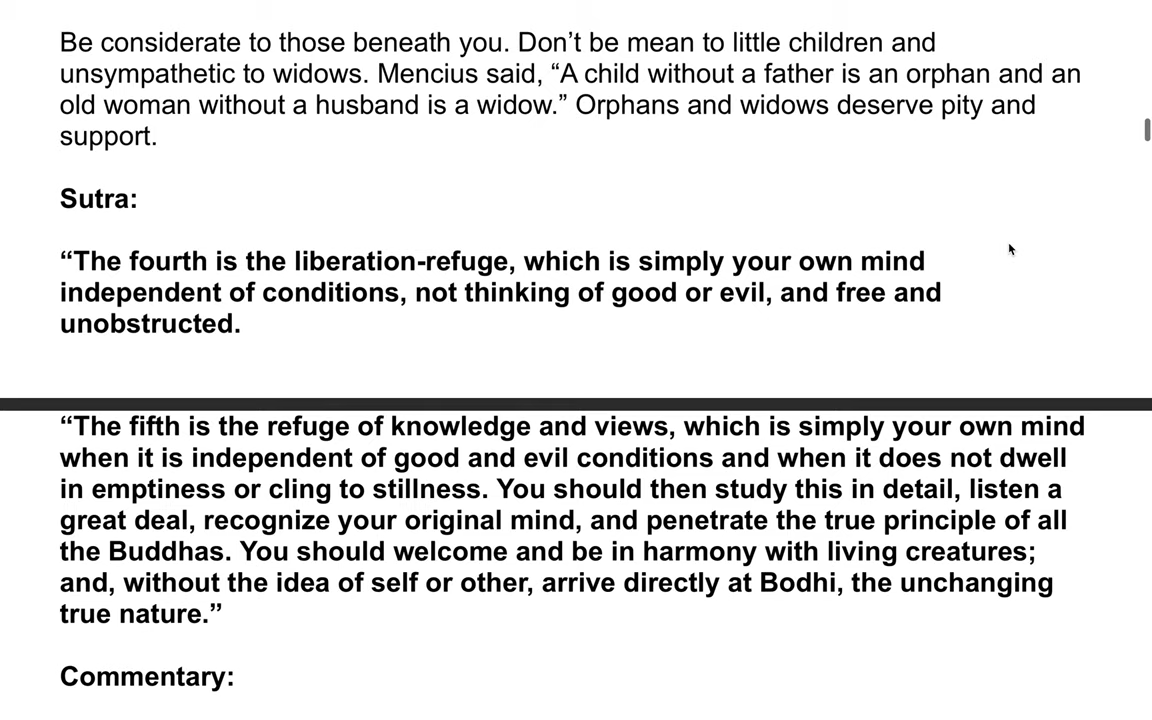 Be considerate to those beneath you. Don’t be mean to little children and
unsympathetic to widows. Mencius said, “A child without a father is an orphan and an
old woman without a husband is a widow.” Orphans and widows deserve pity and
support.
Sutra:
“The fourth is the liberation-refuge, which is simply your own mind
independent of conditions, not thinking of good or evil, and free and
unobstructed.
“The fifth is the refuge of knowledge and views, which is simply your own mind
when it is independent of good and evil conditions and when it does not dwell
in emptiness or cling to stillness. You should then study this in detail, listen a
great deal, recognize your original mind, and penetrate the true principle of all
the Buddhas. You should welcome and be in harmony with living creatures;
and, without the idea of self or other, arrive directly at Bodhi, the unchanging
true nature.”
Commentary: